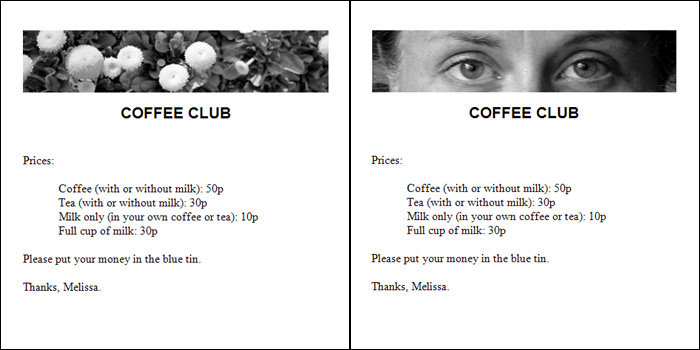 COFFEE CLUB
Prices:
Coffee (with or without milk): 50p
Tea (with or without milk): 30p
Milk only (in your own coffee or tea): 10p
Full cup of milk: 30p
Please put your money in the blue tin.
Thanks, Melissa.
COFFEE CLUB
Prices:
Coffee (with or without milk): 50p
Tea (with or without milk): 30p
Milk only (in your own coffee or tea): 10p
Full cup of milk: 30p
Please put your money in the blue tin.
Thanks, Melissa.